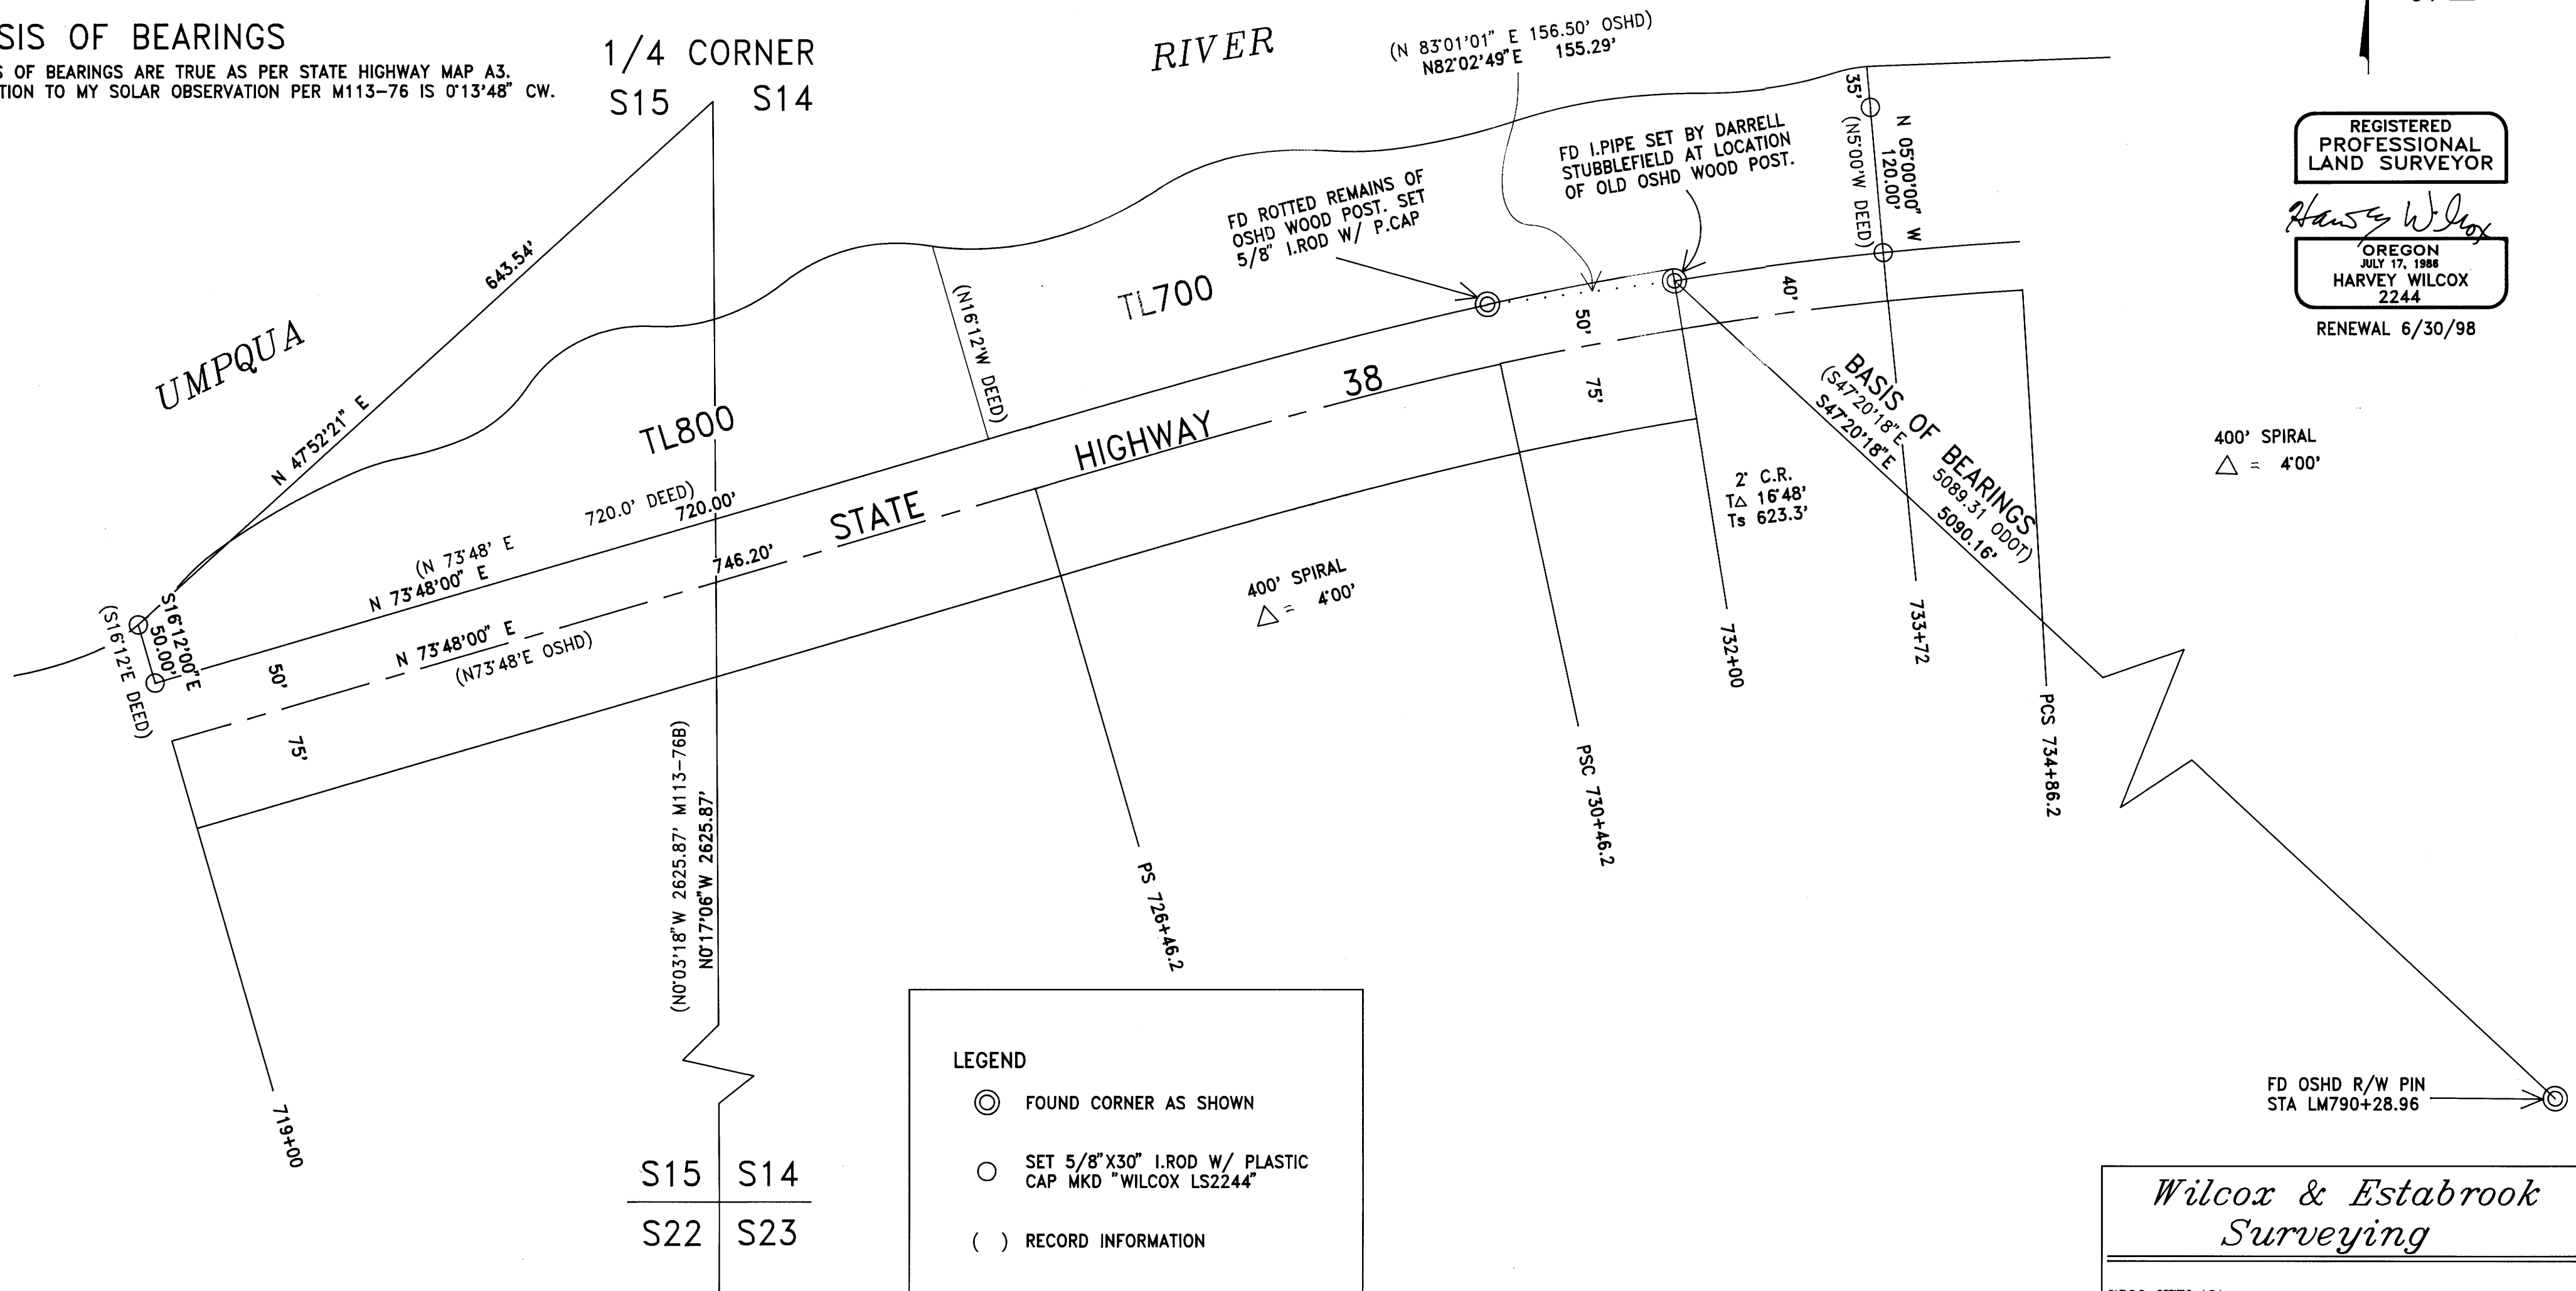 SIS OF BEARINGS
S OF BEARINGS ARE TRUE AS PER STATE HIGHWAY MAP A3.
TION TO MY SOLAR OBSERVATION PER M113-76 IS 0°13'48" CW.
1/4 CORNER
S15 S14
RIVER
(N 83°01'01" E 156.50' OSHD)
N82°02'49"E 155.29'
FD I.PIPE SET BY DARRELL
STUBBLEFIELD AT LOCATION
OF OLD OSHD WOOD POST.
FD ROTTED REMAINS OF
OSHD WOOD POST. SET
5/8" I.ROD W/ P.CAP
35'
(N5°00'W DEED)
N 05°00'00" W
120.00'
REGISTERED
PROFESSIONAL
LAND SURVEYOR
Harvey Wilcox
OREGON
JULY 17, 1986
HARVEY WILCOX
2244
RENEWAL 6/30/98
UMPQUA
643.54'
N 47°52'21" E
TL800
TL700
(N16°12'W DEED)
STATE HIGHWAY 38
50'
75'
40'
(N 73°48' E 720.0' DEED)
N 73°48'00" E 720.00'
746.20'
N 73°48'00" E
(N73°48'E OSHD)
S16°12'00"E
50.00'
(S16°12'E DEED)
50'
75'
BASIS OF BEARINGS
(S47°20'18"E 5089.31 ODOT)
S47°20'18"E 5090.16'
2° C.R.
T△ 16°48'
Ts 623.3'
400' SPIRAL
△ = 4°00'
400' SPIRAL
△ = 4°00'
719+00
PS 726+46.2
PSC 730+46.2
732+00
733+72
PCS 734+86.2
(N0°03'18"W 2625.87' M113-76B)
N0°17'06"W 2625.87'
S15 S14
S22 S23
LEGEND
FOUND CORNER AS SHOWN
SET 5/8"X30" I.ROD W/ PLASTIC
CAP MKD "WILCOX LS2244"
( ) RECORD INFORMATION
FD OSHD R/W PIN
STA LM790+28.96
Wilcox & Estabrook
Surveying